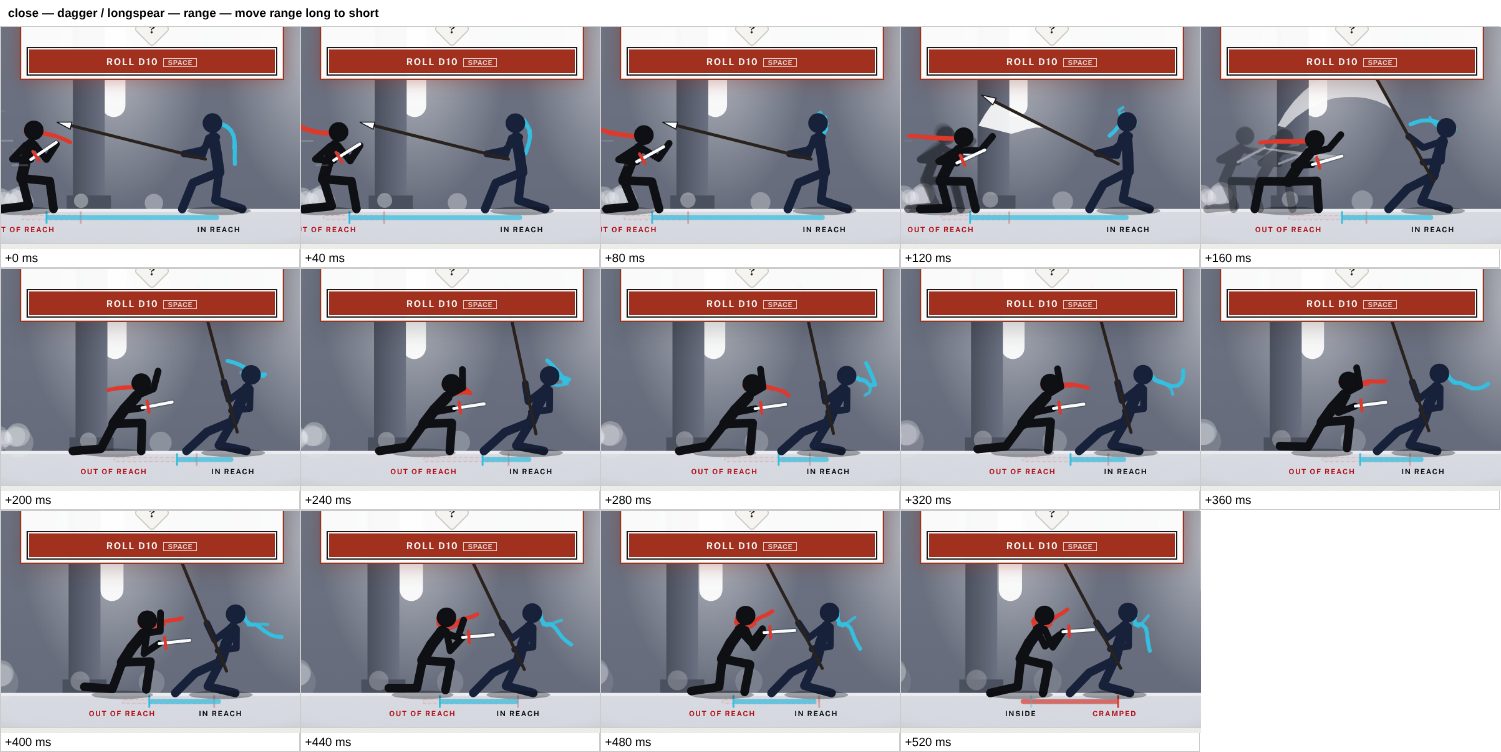 close — dagger / longspear — range — move range long to short
?
ROLL D10 SPACE
T OF REACH
IN REACH
+0 ms
?
ROLL D10 SPACE
T OF REACH
IN REACH
+40 ms
?
ROLL D10 SPACE
T OF REACH
IN REACH
+80 ms
?
ROLL D10 SPACE
OUT OF REACH
IN REACH
+120 ms
?
ROLL D10 SPACE
OUT OF REACH
IN REACH
+160 ms
?
ROLL D10 SPACE
OUT OF REACH
IN REACH
+200 ms
?
ROLL D10 SPACE
OUT OF REACH
IN REACH
+240 ms
?
ROLL D10 SPACE
OUT OF REACH
IN REACH
+280 ms
?
ROLL D10 SPACE
OUT OF REACH
IN REACH
+320 ms
?
ROLL D10 SPACE
OUT OF REACH
IN REACH
+360 ms
?
ROLL D10 SPACE
OUT OF REACH
IN REACH
+400 ms
?
ROLL D10 SPACE
OUT OF REACH
IN REACH
+440 ms
?
ROLL D10 SPACE
OUT OF REACH
IN REACH
+480 ms
?
ROLL D10 SPACE
INSIDE
CRAMPED
+520 ms